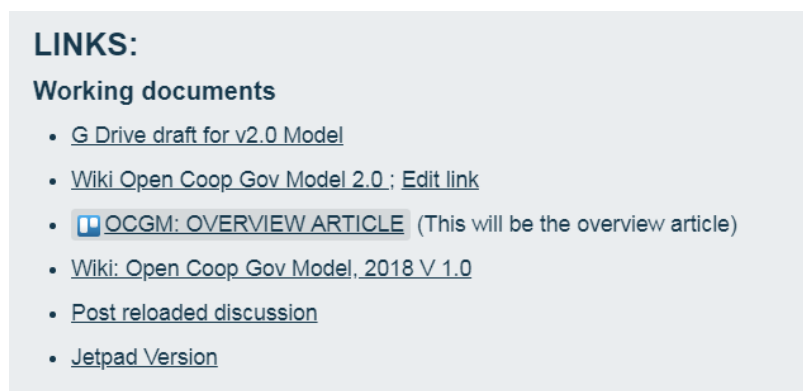 LINKS:
Working documents
• G Drive draft for v2.0 Model
• Wiki Open Coop Gov Model 2.0 ; Edit link
• OCGM: OVERVIEW ARTICLE (This will be the overview article)
• Wiki: Open Coop Gov Model, 2018 V 1.0
• Post reloaded discussion
• Jetpad Version